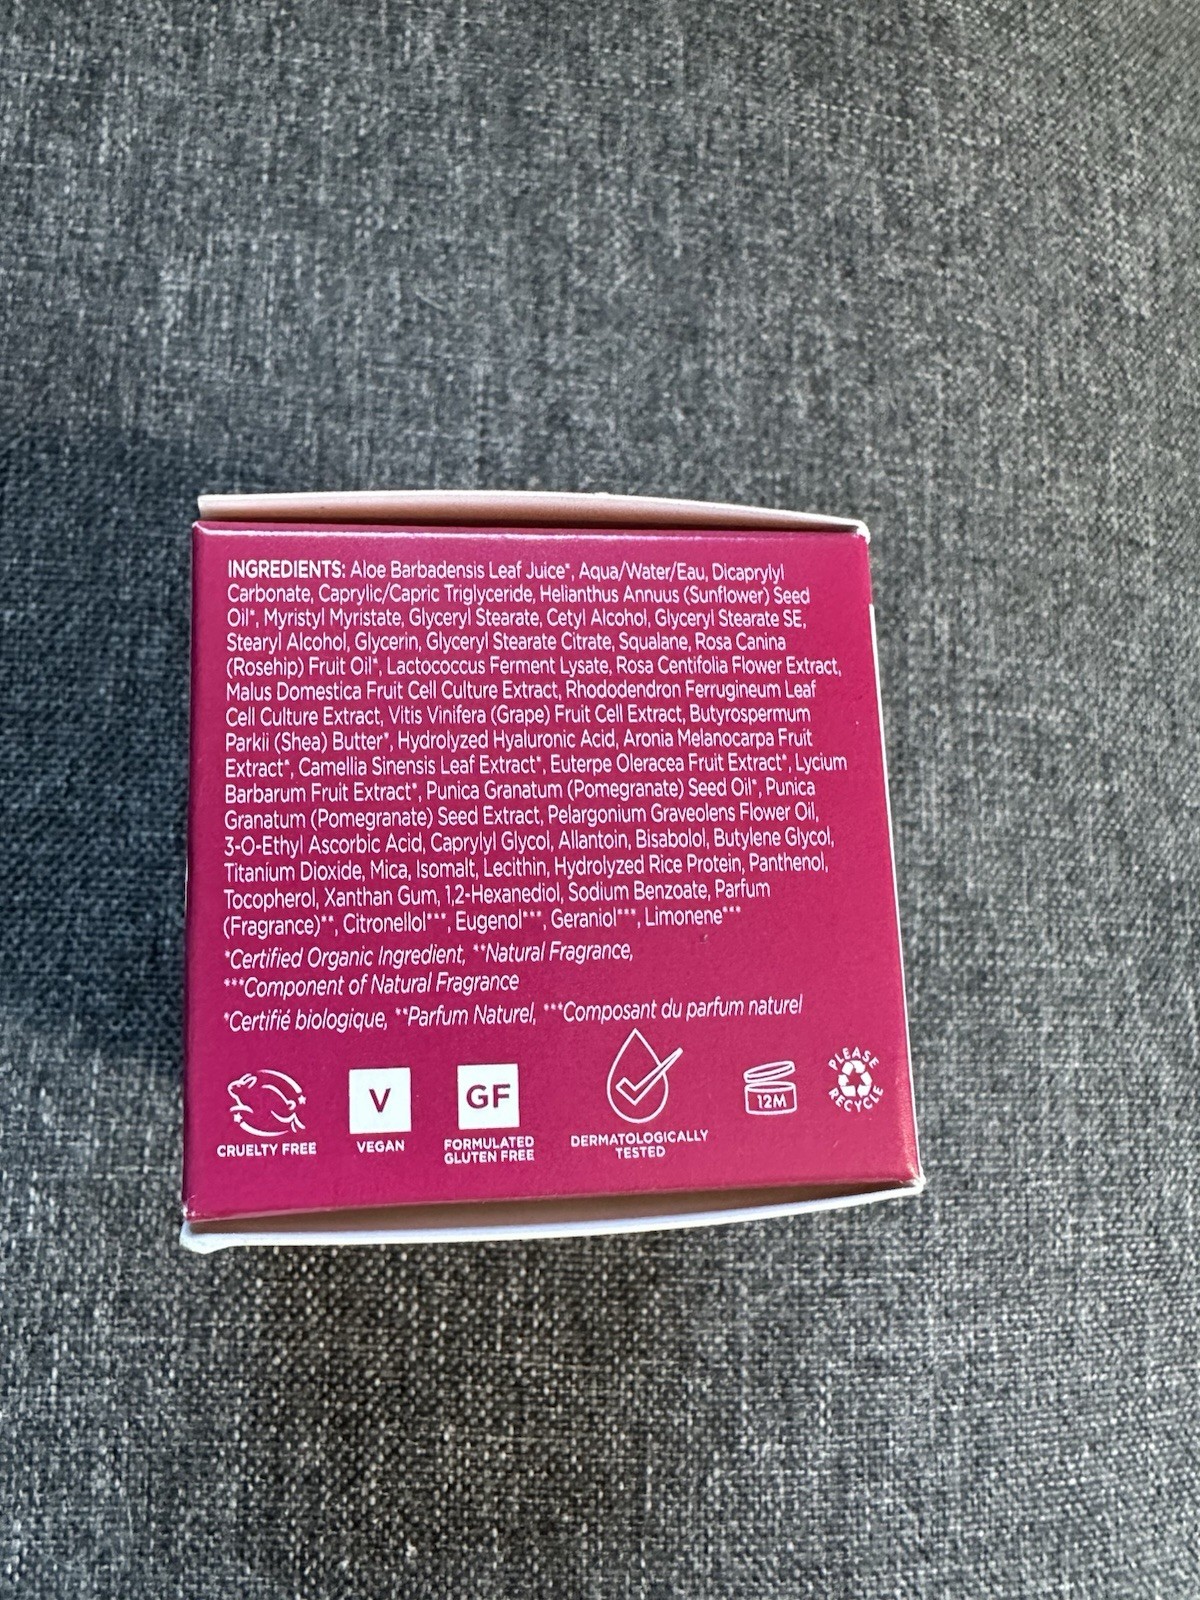 INGREDIENTS: Aloe Barbadensis Leaf Juice*, Aqua/Water/Eau, Dicaprylyl
Carbonate, Caprylic/Capric Triglyceride, Helianthus Annuus (Sunflower) Seed
Oil*, Myristyl Myristate, Glyceryl Stearate, Cetyl Alcohol, Glyceryl Stearate SE,
Stearyl Alcohol, Glycerin, Glyceryl Stearate Citrate, Squalane, Rosa Canina
(Rosehip) Fruit Oil*, Lactococcus Ferment Lysate, Rosa Centifolia Flower Extract,
Malus Domestica Fruit Cell Culture Extract, Rhododendron Ferrugineum Leaf
Cell Culture Extract, Vitis Vinifera (Grape) Fruit Cell Extract, Butyrospermum
Parkii (Shea) Butter*, Hydrolyzed Hyaluronic Acid, Aronia Melanocarpa Fruit
Extract*, Camellia Sinensis Leaf Extract*, Euterpe Oleracea Fruit Extract*, Lycium
Barbarum Fruit Extract*, Punica Granatum (Pomegranate) Seed Oil*, Punica
Granatum (Pomegranate) Seed Extract, Pelargonium Graveolens Flower Oil,
3-O-Ethyl Ascorbic Acid, Caprylyl Glycol, Allantoin, Bisabolol, Butylene Glycol,
Titanium Dioxide, Mica, Isomalt, Lecithin, Hydrolyzed Rice Protein, Panthenol,
Tocopherol, Xanthan Gum, 1,2-Hexanediol, Sodium Benzoate, Parfum
(Fragrance)**, Citronellol***, Eugenol***, Geraniol***, Limonene***
*Certified Organic Ingredient, **Natural Fragrance,
***Component of Natural Fragrance
*Certifié biologique, **Parfum Naturel, ***Composant du parfum naturel
CRUELTY FREE
V
VEGAN
GF
FORMULATED
GLUTEN FREE
DERMATOLOGICALLY
TESTED
12M
PLEASE
RECYCLE